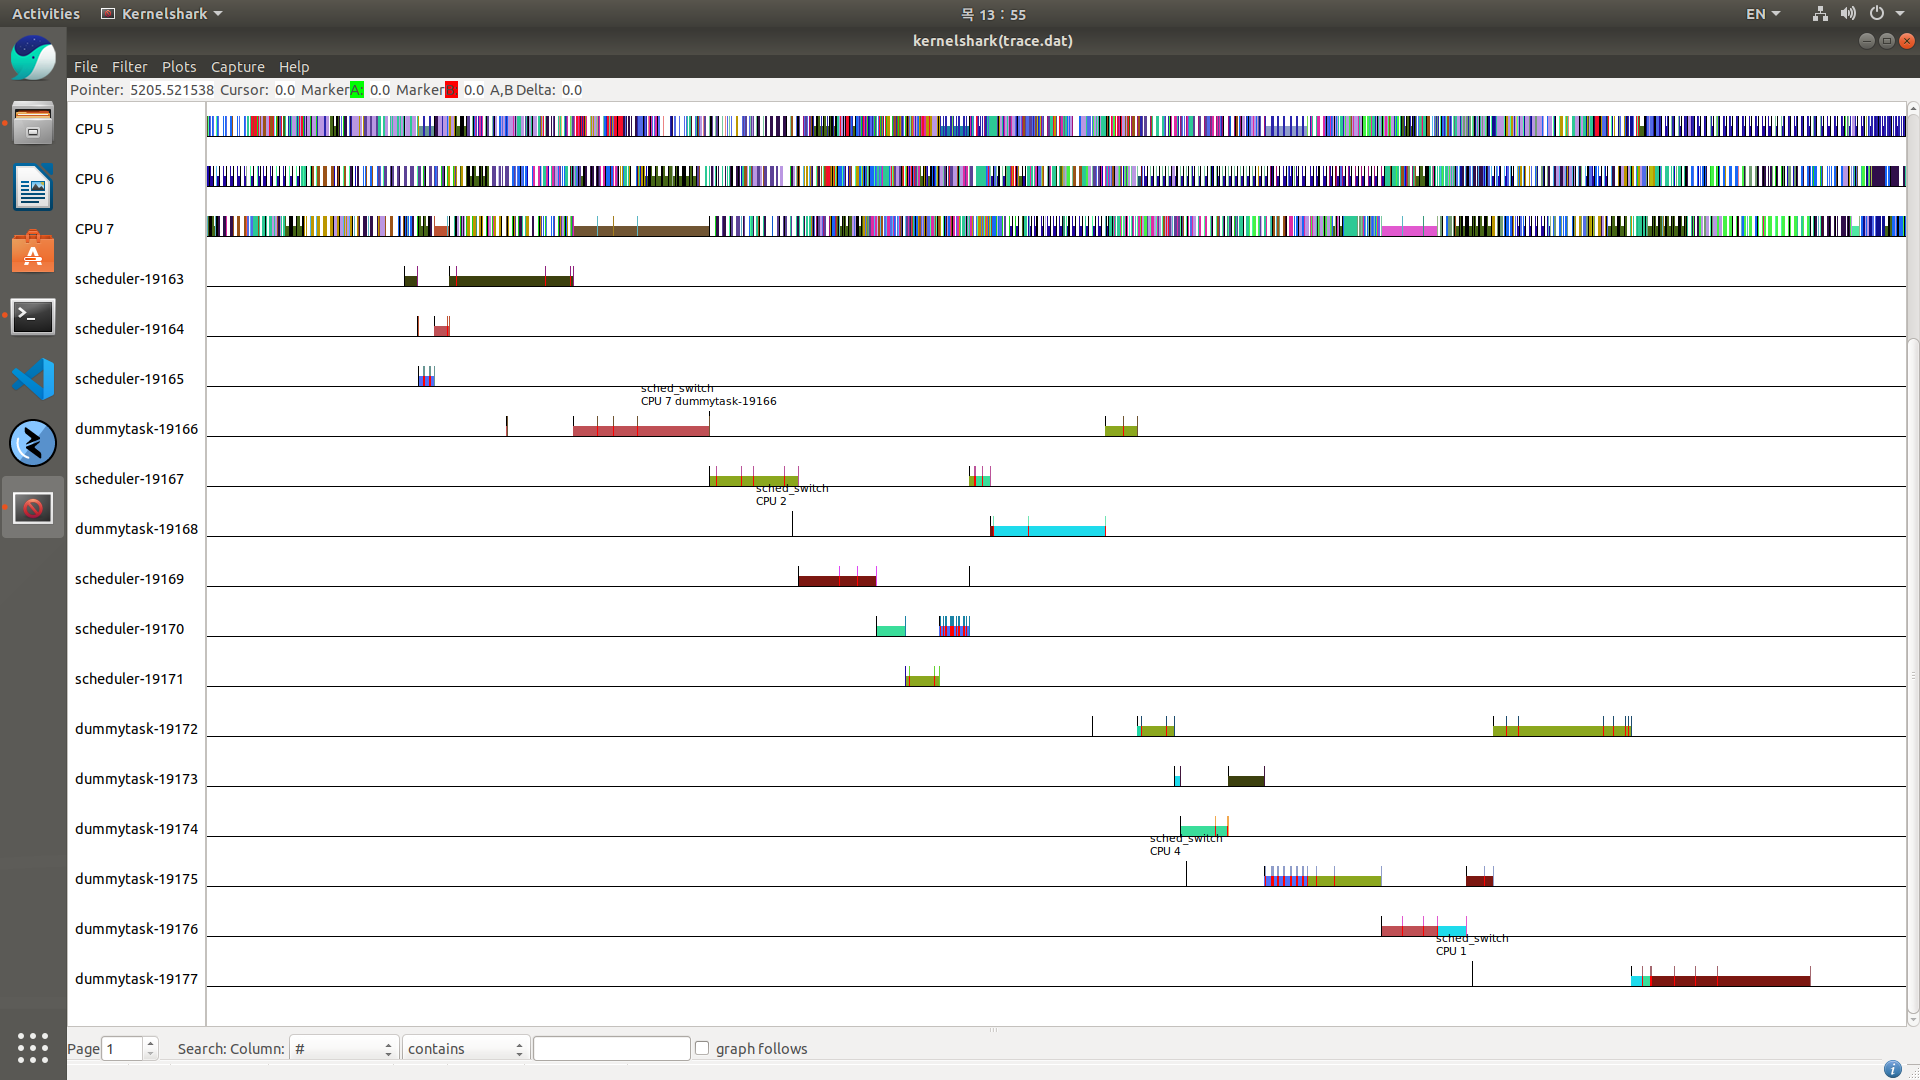 Activities
Kernelshark
목 13 : 55
EN
kernelshark(trace.dat)
File Filter Plots Capture Help
Pointer: 5205.521538 Cursor: 0.0 Marker A: 0.0 Marker B: 0.0 A,B Delta: 0.0
CPU 5
CPU 6
CPU 7
scheduler-19163
scheduler-19164
scheduler-19165
sched_switch
CPU 7 dummytask-19166
dummytask-19166
scheduler-19167
sched_switch
CPU 2
dummytask-19168
scheduler-19169
scheduler-19170
scheduler-19171
dummytask-19172
dummytask-19173
dummytask-19174
sched_switch
CPU 4
dummytask-19175
dummytask-19176
sched_switch
CPU 1
dummytask-19177
Page 1 Search: Column: # contains graph follows